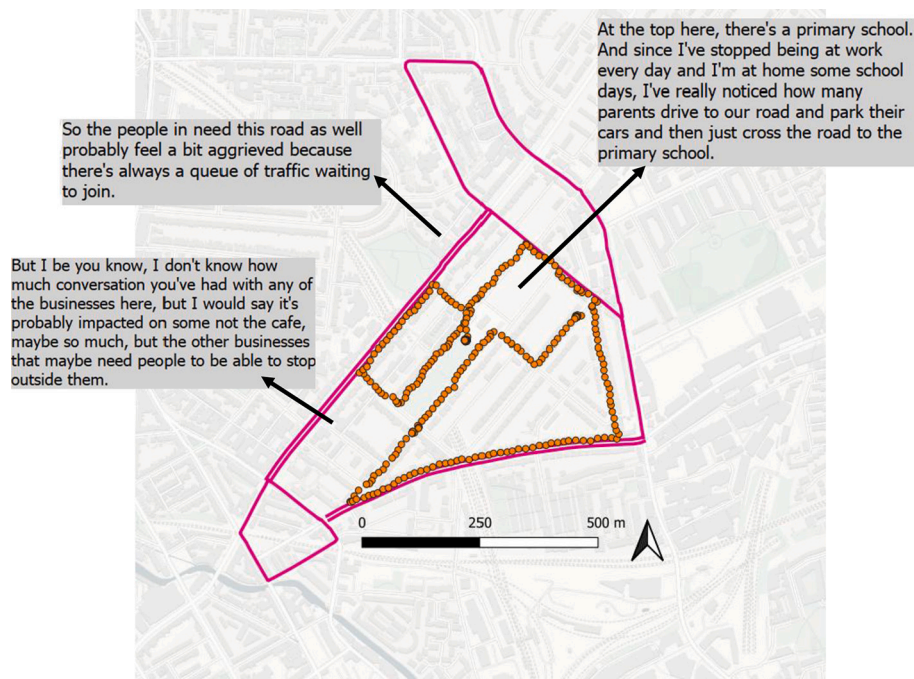 At the top here, there's a primary school.
And since I've stopped being at work
every day and I'm at home some school
days, I've really noticed how many
parents drive to our road and park their
cars and then just cross the road to the
primary school.
So the people in need this road as well
probably feel a bit aggrieved because
there's always a queue of traffic waiting
to join.
But I be you know, I don't know how
much conversation you've had with any of
the businesses here, but I would say it's
probably impacted on some not the cafe,
maybe so much, but the other businesses
that maybe need people to be able to stop
outside them.
0 250 500 m